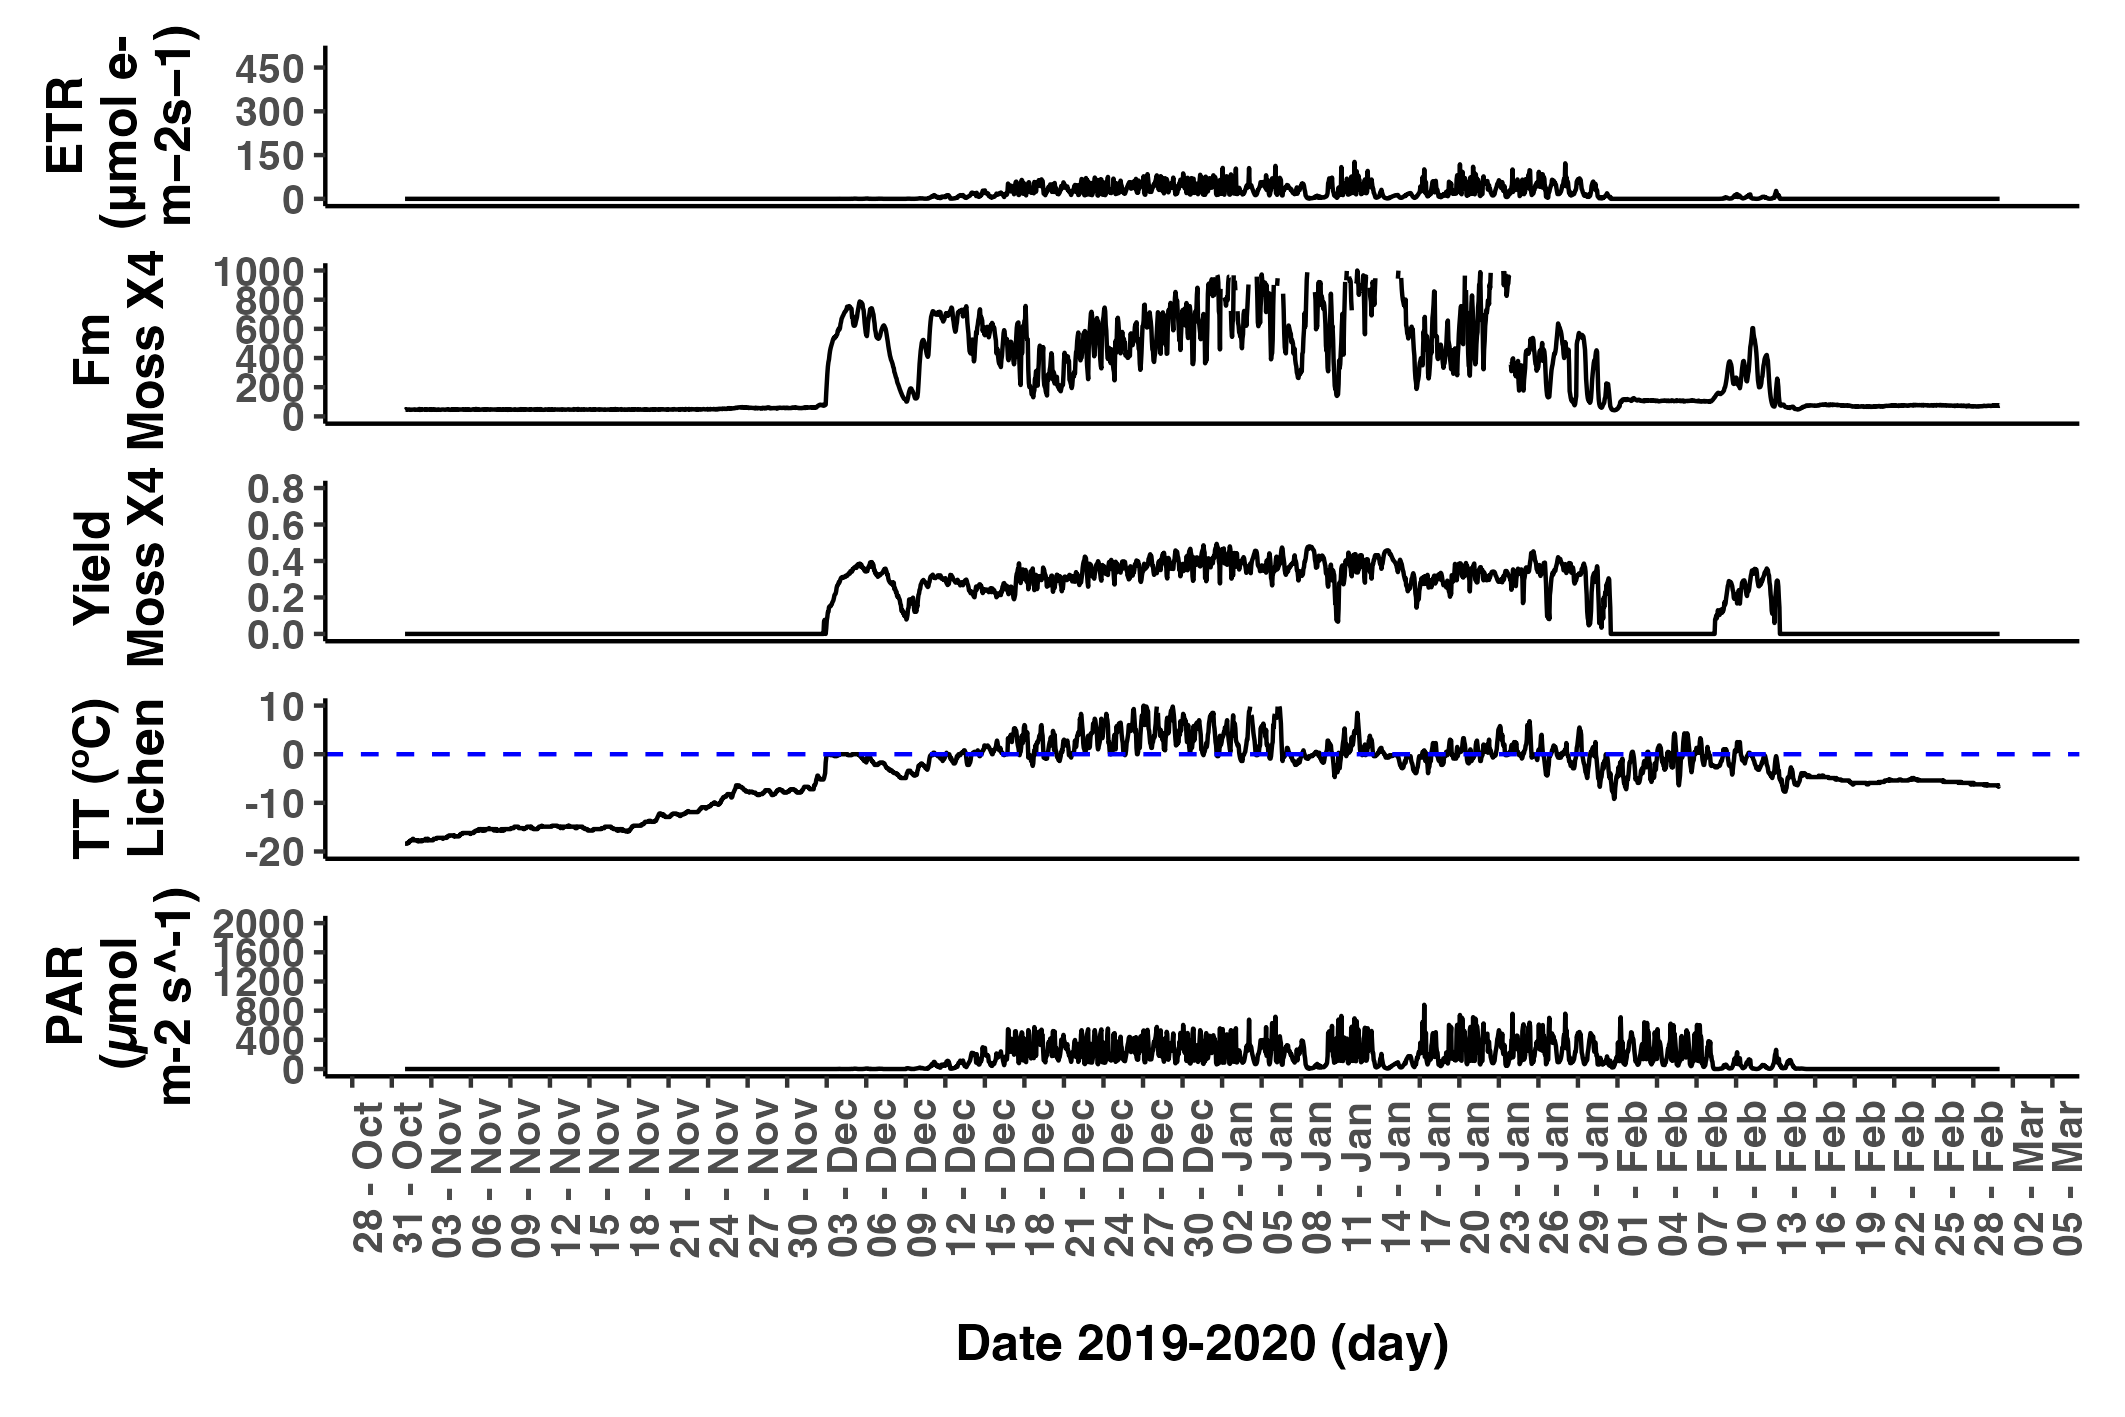 ETR
(µmol e-
m−2s−1)
450
300
150
0
Fm
Moss X4
1000
800
600
400
200
0
Yield
Moss X4
0.8
0.6
0.4
0.2
0.0
TT (ºC)
Lichen
10
0
-10
-20
PAR
(µmol
m-2 s^-1)
2000
1600
1200
800
400
0
28 - Oct
31 - Oct
03 - Nov
06 - Nov
09 - Nov
12 - Nov
15 - Nov
18 - Nov
21 - Nov
24 - Nov
27 - Nov
30 - Nov
03 - Dec
06 - Dec
09 - Dec
12 - Dec
15 - Dec
18 - Dec
21 - Dec
24 - Dec
27 - Dec
30 - Dec
02 - Jan
05 - Jan
08 - Jan
11 - Jan
14 - Jan
17 - Jan
20 - Jan
23 - Jan
26 - Jan
29 - Jan
01 - Feb
04 - Feb
07 - Feb
10 - Feb
13 - Feb
16 - Feb
19 - Feb
22 - Feb
25 - Feb
28 - Feb
02 - Mar
05 - Mar
Date 2019-2020 (day)